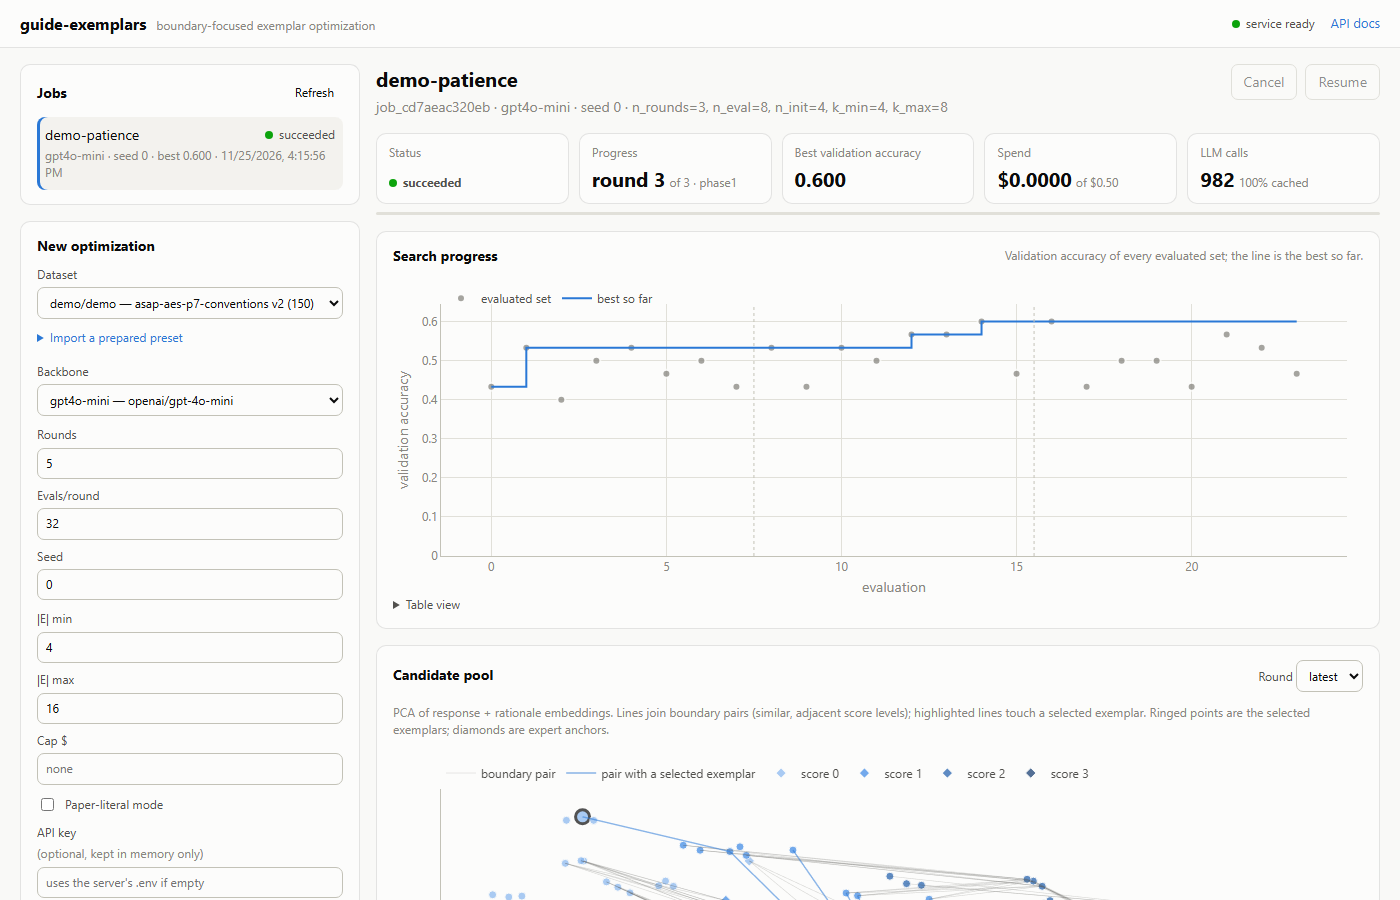 guide-exemplars boundary-focused exemplar optimization
service ready API docs
Jobs
Refresh
demo-patience
succeeded
gpt4o-mini · seed 0 · best 0.600 · 11/25/2026, 4:15:56
PM
New optimization
Dataset
demo/demo — asap-aes-p7-conventions v2 (150)
Import a prepared preset
Backbone
gpt4o-mini — openai/gpt-4o-mini
Rounds
5
Evals/round
32
Seed
0
|E| min
4
|E| max
16
Cap $
none
Paper-literal mode
API key
(optional, kept in memory only)
uses the server's .env if empty
demo-patience
Cancel
Resume
job_cd7aeac320eb · gpt4o-mini · seed 0 · n_rounds=3, n_eval=8, n_init=4, k_min=4, k_max=8
Status
succeeded
Progress
round 3 of 3 · phase1
Best validation accuracy
0.600
Spend
$0.0000 of $0.50
LLM calls
982 100% cached
Search progress
Validation accuracy of every evaluated set; the line is the best so far.
evaluated set
best so far
validation accuracy
0.6
0.5
0.4
0.3
0.2
0.1
0
0 5 10 15 20
evaluation
Table view
Candidate pool
Round latest
PCA of response + rationale embeddings. Lines join boundary pairs (similar, adjacent score levels); highlighted lines touch a selected exemplar. Ringed points are the selected
exemplars; diamonds are expert anchors.
boundary pair
pair with a selected exemplar
score 0
score 1
score 2
score 3